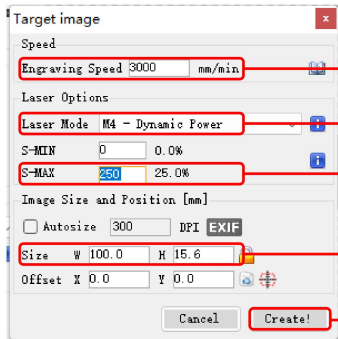 Target image
Speed
Engraving Speed 3000 mm/min
Laser Options
Laser Mode M4 - Dynamic Power
S-MIN 0 0.0%
S-MAX 250 25.0%
Image Size and Position [mm]
Autosize 300 DPI EXIF
Size W 100.0 H 15.6
Offset X 0.0 Y 0.0
Cancel Create!